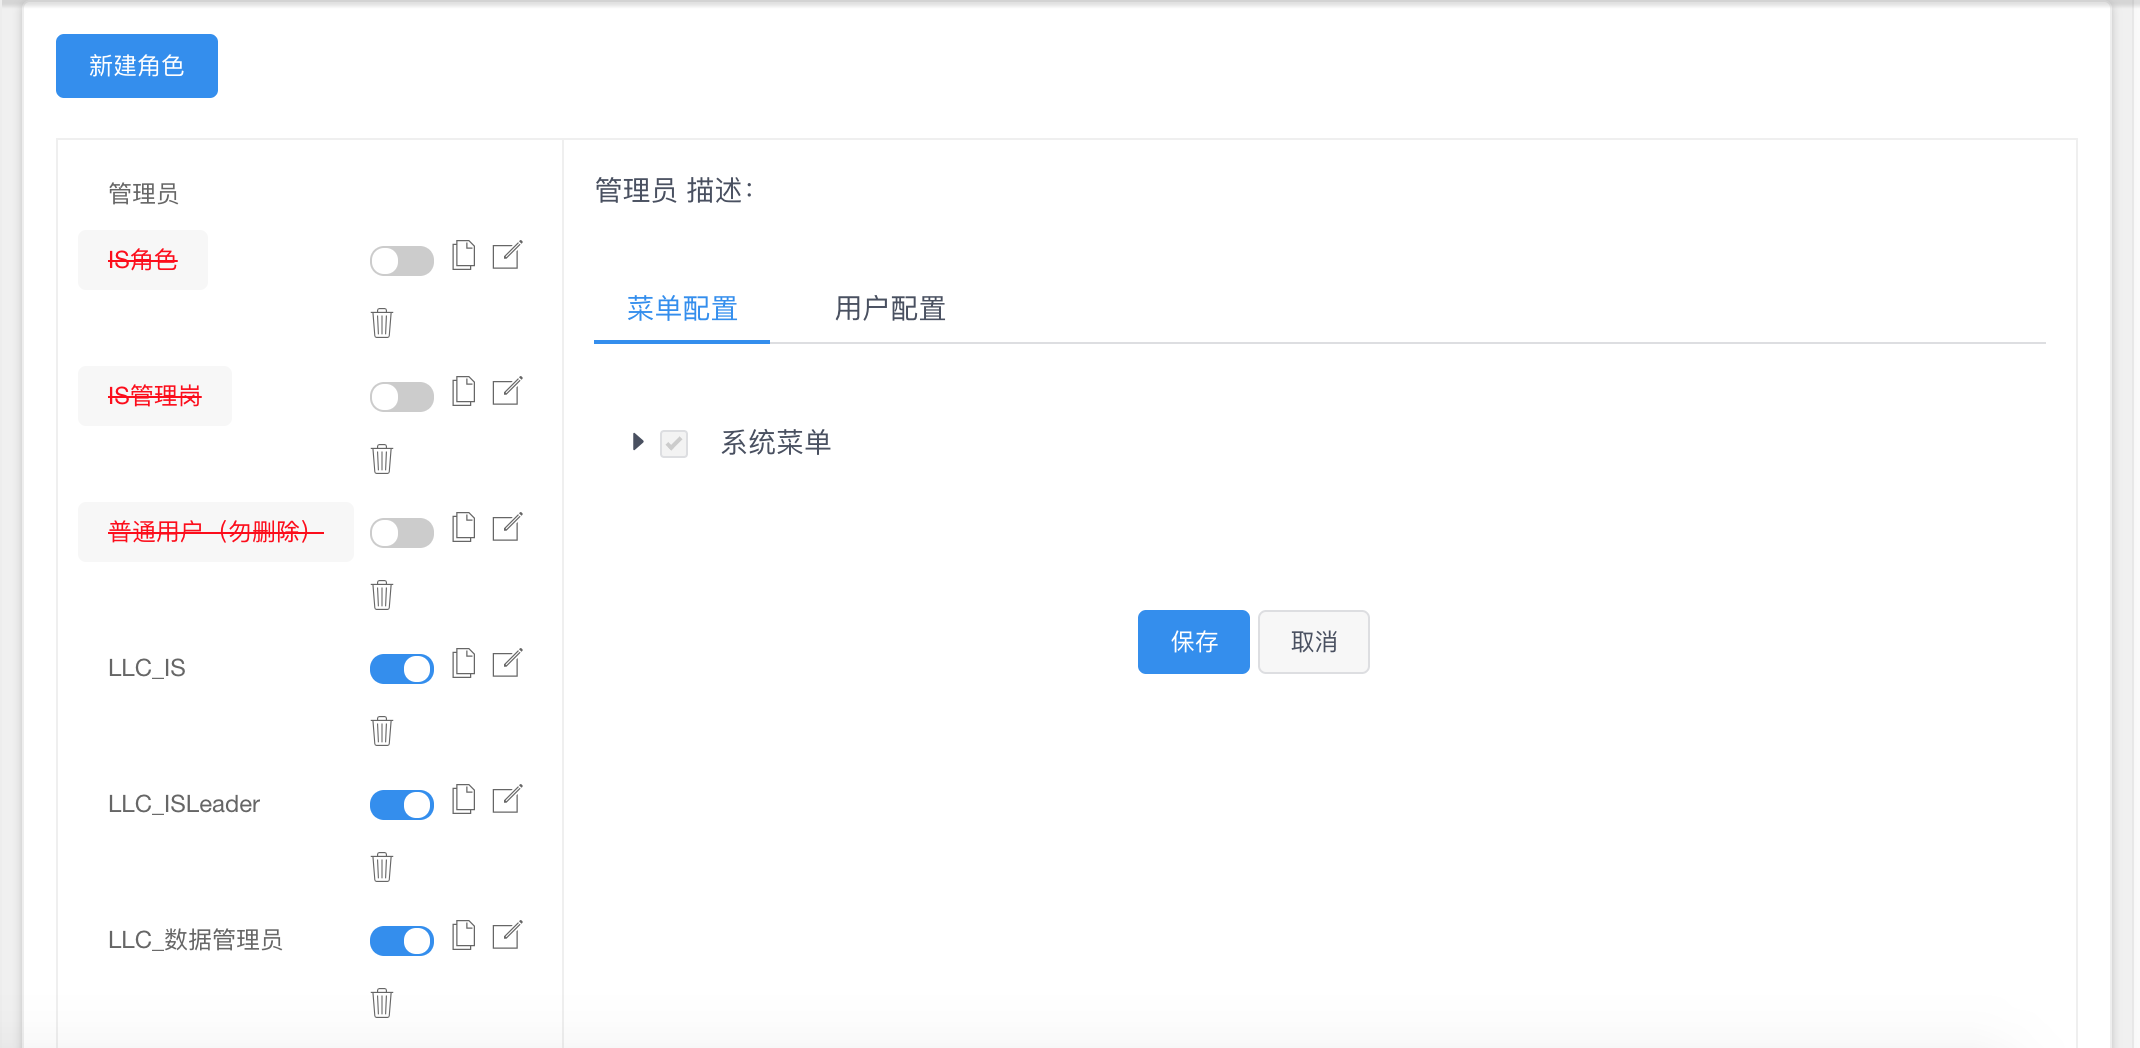 新建角色
管理员
IS角色
IS管理岗
普通用户（勿删除）
LLC_IS
LLC_ISLeader
LLC_数据管理员
管理员 描述：
菜单配置 用户配置
系统菜单
保存 取消